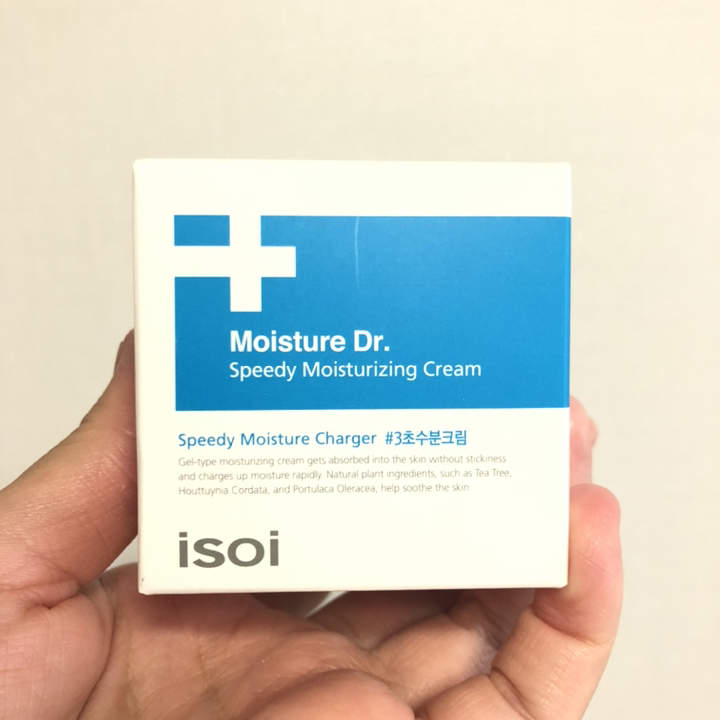 Moisture Dr.
Speedy Moisturizing Cream
Speedy Moisture Charger #3초수분크림
Gel-type moisturizing cream gets absorbed into the skin without stickiness
and charges up moisture rapidly. Natural plant ingredients, such as Tea Tree,
Houttuynia Cordata, and Portulaca Oleracea, help soothe the skin.
isoi